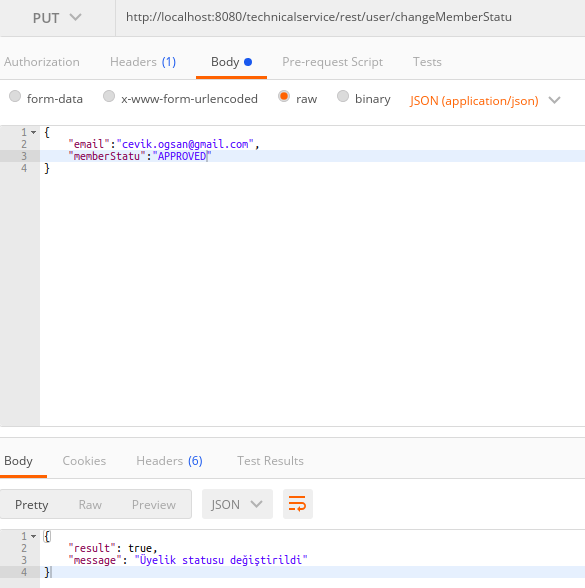 PUT http://localhost:8080/technicalservice/rest/user/changeMemberStatu
Authorization Headers (1) Body Pre-request Script Tests
form-data x-www-form-urlencoded raw binary JSON (application/json)
1 {
2 "email":"cevik.ogsan@gmail.com",
3 "memberStatu":"APPROVED"
4 }
Body Cookies Headers (6) Test Results
Pretty Raw Preview JSON
1 {
2 "result": true,
3 "message": "Üyelik statusu değiştirildi"
4 }